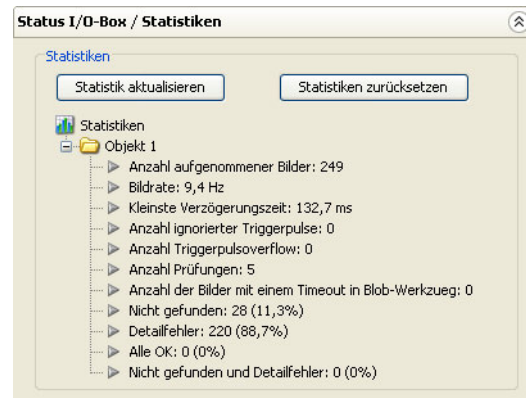 Status I/O-Box / Statistiken
Statistiken
Statistik aktualisieren
Statistiken zurücksetzen
Statistiken
Objekt 1
Anzahl aufgenommener Bilder: 249
Bildrate: 9,4 Hz
Kleinste Verzögerungszeit: 132,7 ms
Anzahl ignorierter Triggerpulse: 0
Anzahl Triggerpulsoverflow: 0
Anzahl Prüfungen: 5
Anzahl der Bilder mit einem Timeout in Blob-Werkzueg: 0
Nicht gefunden: 28 (11,3%)
Detailfehler: 220 (88,7%)
Alle OK: 0 (0%)
Nicht gefunden und Detailfehler: 0 (0%)